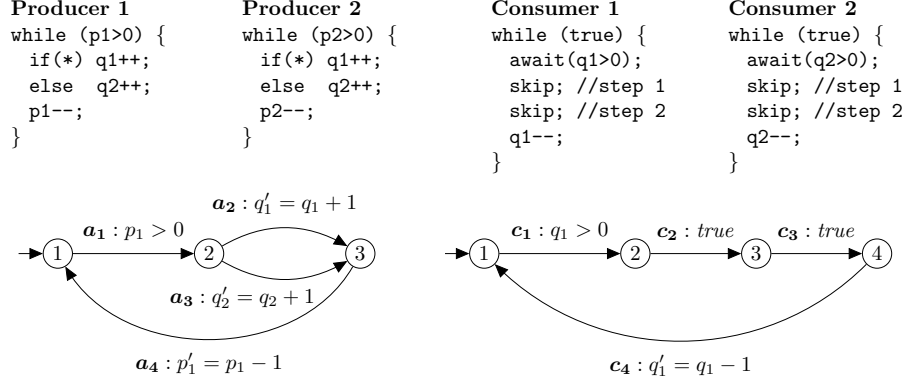 Producer 1
while (p1>0) {
  if(*) q1++;
  else  q2++;
  p1--;
}
Producer 2
while (p2>0) {
  if(*) q1++;
  else  q2++;
  p2--;
}
Consumer 1
while (true) {
  await(q1>0);
  skip; //step 1
  skip; //step 2
  q1--;
}
Consumer 2
while (true) {
  await(q2>0);
  skip; //step 1
  skip; //step 2
  q2--;
}
a₂ : q′₁ = q₁ + 1
a₁ : p₁ > 0
1
2
3
a₃ : q′₂ = q₂ + 1
a₄ : p′₁ = p₁ − 1
c₁ : q₁ > 0
c₂ : true
c₃ : true
1
2
3
4
c₄ : q′₁ = q₁ − 1